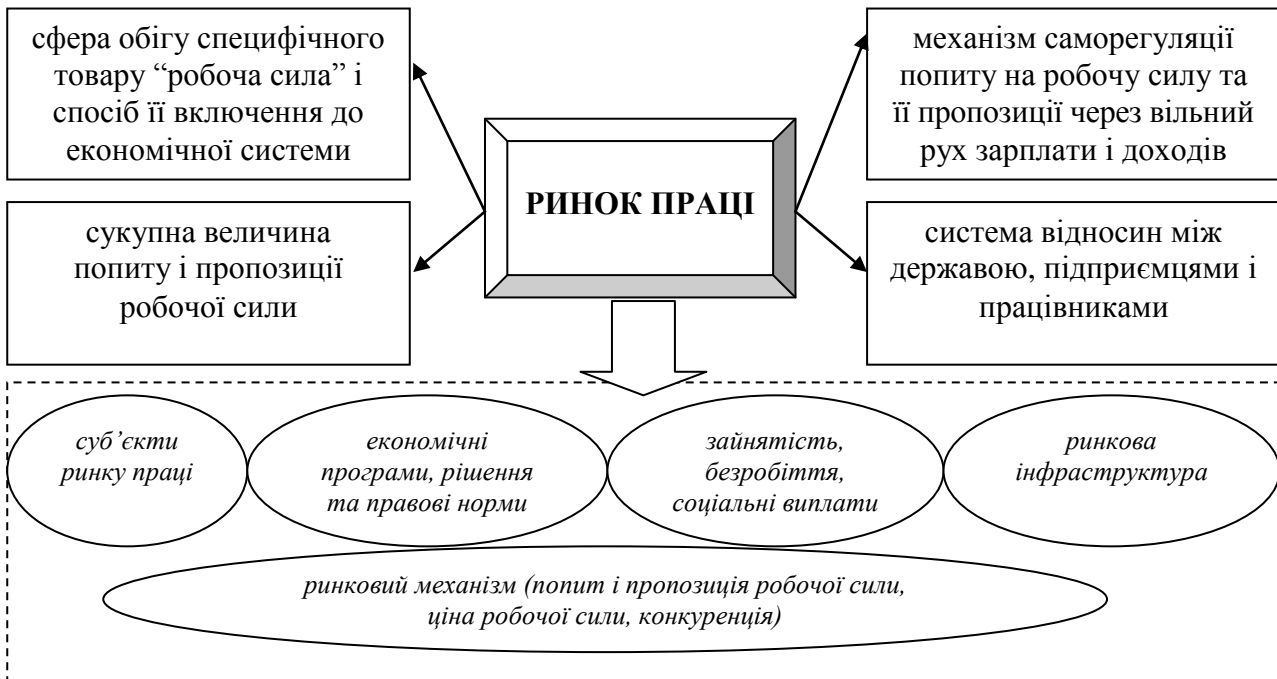 сфера обігу специфічного
товару “робоча сила” і
спосіб її включення до
економічної системи
механізм саморегуляції
попиту на робочу силу та
її пропозиції через вільний
рух зарплати і доходів
РИНОК ПРАЦІ
сукупна величина
попиту і пропозиції
робочої сили
система відносин між
державою, підприємцями і
працівниками
суб’єкти
ринку праці
економічні
програми, рішення
та правові норми
зайнятість,
безробіття,
соціальні виплати
ринкова
інфраструктура
ринковий механізм (попит і пропозиція робочої сили,
ціна робочої сили, конкуренція)